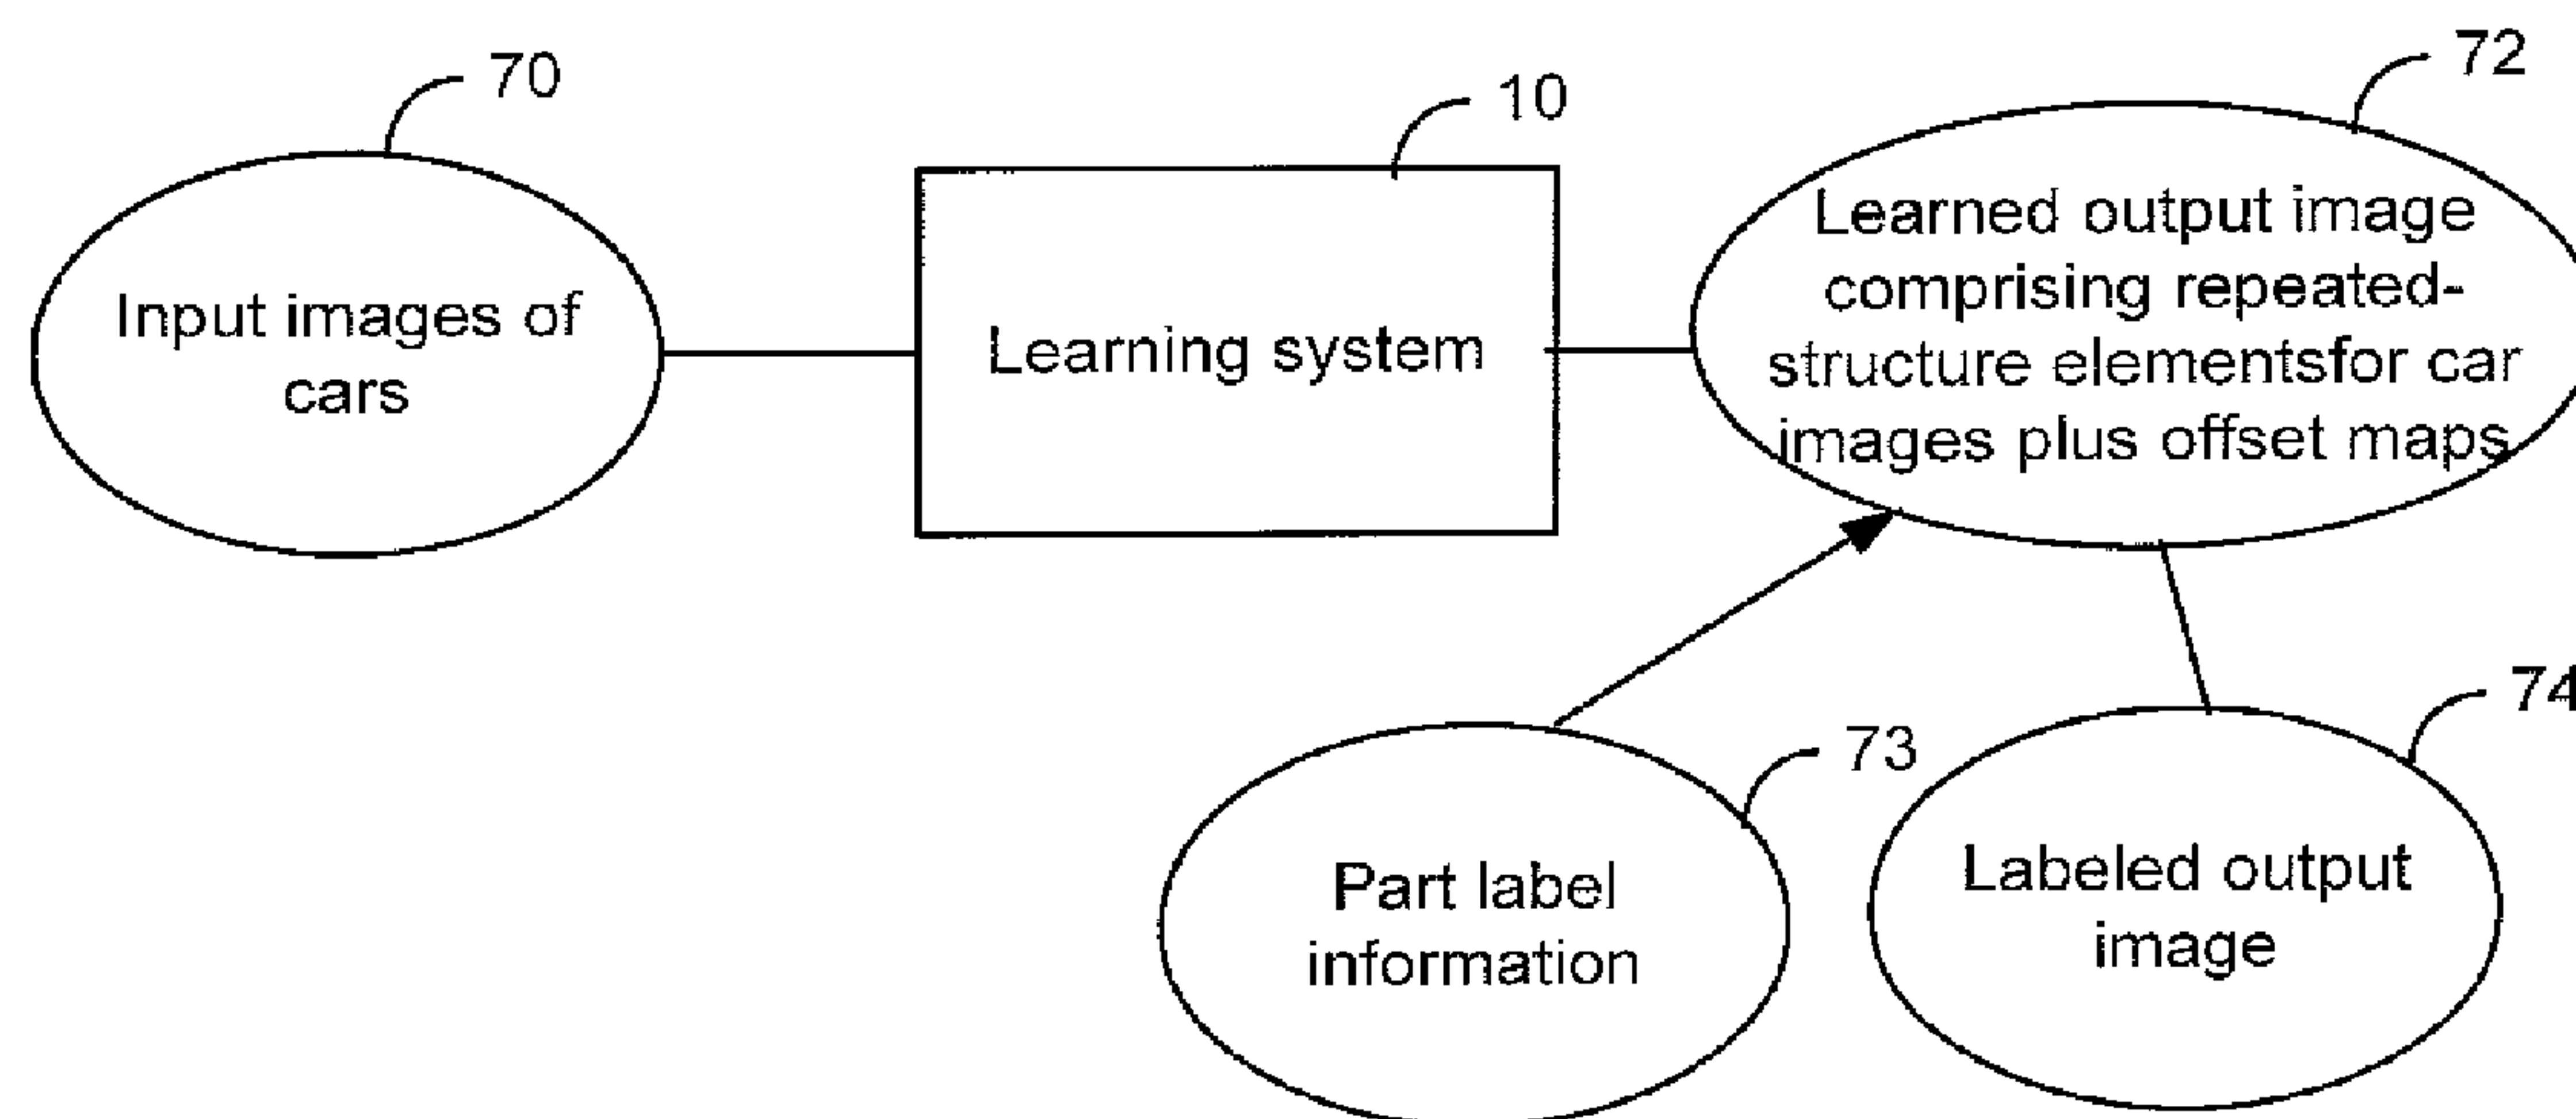 70
10
72
Input images of
cars
Learning system
Learned output image
comprising repeated-
structure elementsfor car
images plus offset maps
73
74
Part label
information
Labeled output
image